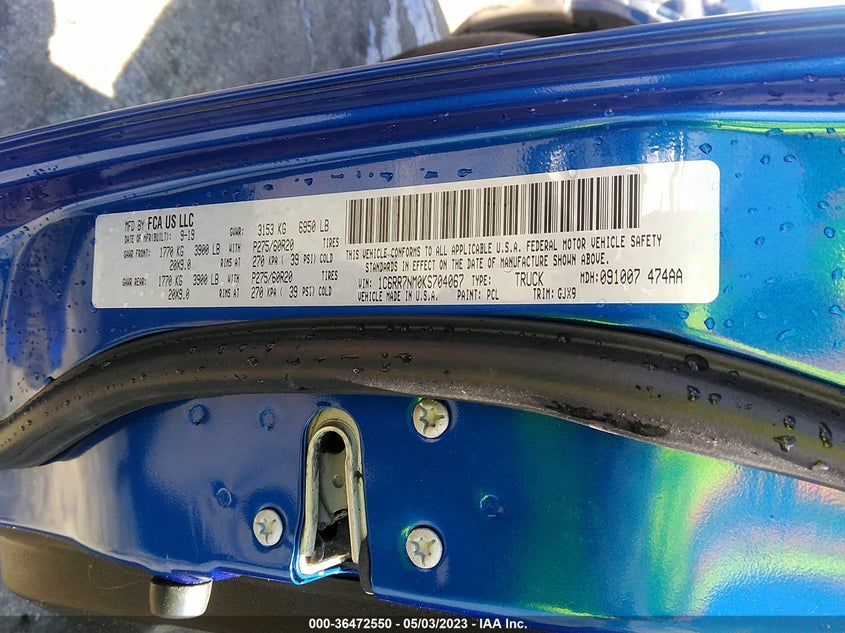 MFD BY FCA US LLC
DATE OF MFR(BUILT): 9-19 GVWR: 3153 KG 6950 LB
GAWR FRONT: 1770 KG 3900 LB WITH P275/60R20 TIRES
20X9.0 RIMS AT 270 KPA ( 39 PSI) COLD
GAWR REAR: 1770 KG 3900 LB WITH P275/60R20 TIRES
20X9.0 RIMS AT 270 KPA ( 39 PSI) COLD
THIS VEHICLE CONFORMS TO ALL APPLICABLE U.S.A. FEDERAL MOTOR VEHICLE SAFETY
STANDARDS IN EFFECT ON THE DATE OF MANUFACTURE SHOWN ABOVE.
VIN: 1C6RR7NM0KS704067 TYPE: TRUCK MDH:091007 474AA
VEHICLE MADE IN U.S.A. PAINT: PCL TRIM: GJX9
000-36472550 - 05/03/2023 - IAA Inc.